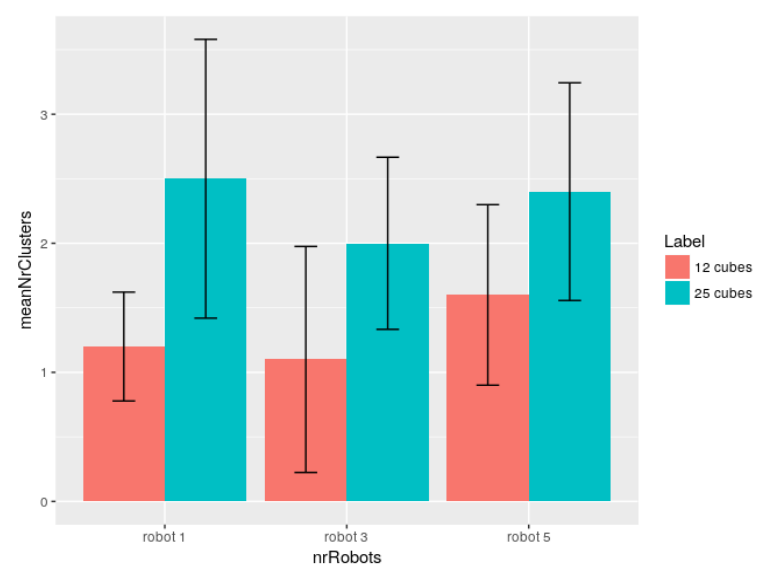 meanNrClusters
3
2
1
0
robot 1
robot 3
robot 5
nrRobots
Label
12 cubes
25 cubes